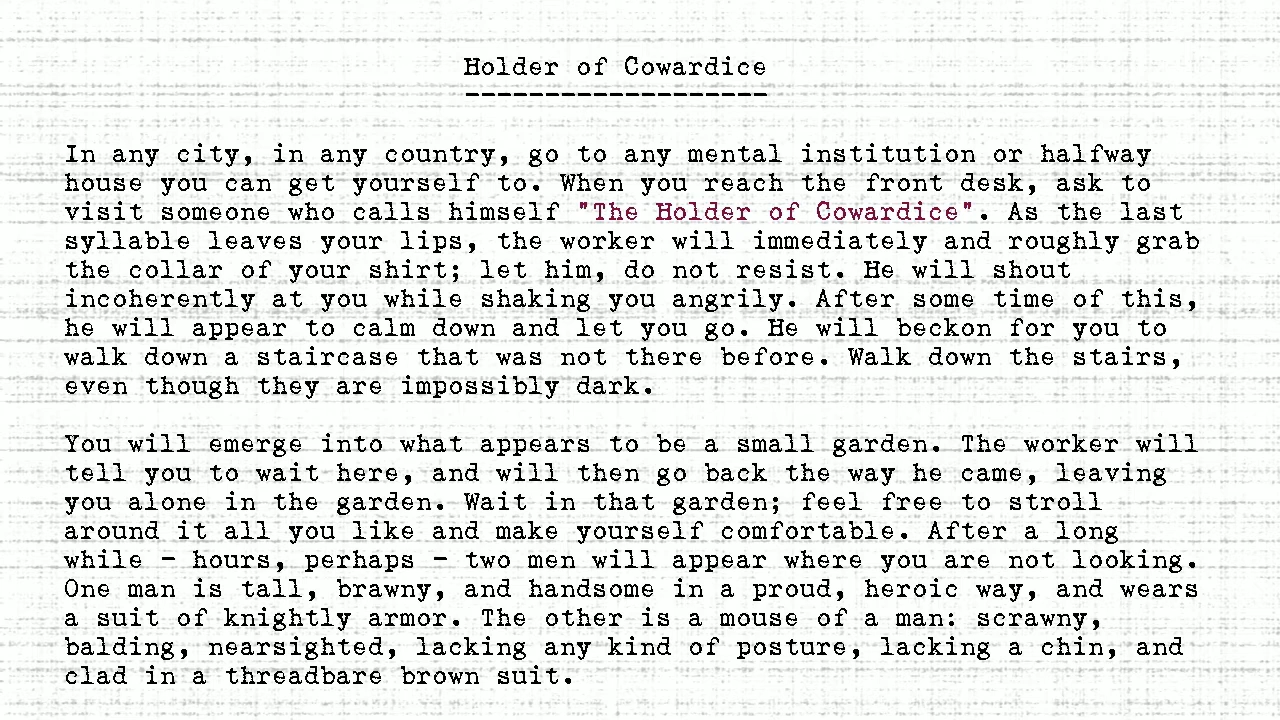 Holder of Cowardice
-------------------
In any city, in any country, go to any mental institution or halfway
house you can get yourself to. When you reach the front desk, ask to
visit someone who calls himself "The Holder of Cowardice". As the last
syllable leaves your lips, the worker will immediately and roughly grab
the collar of your shirt; let him, do not resist. He will shout
incoherently at you while shaking you angrily. After some time of this,
he will appear to calm down and let you go. He will beckon for you to
walk down a staircase that was not there before. Walk down the stairs,
even though they are impossibly dark.
You will emerge into what appears to be a small garden. The worker will
tell you to wait here, and will then go back the way he came, leaving
you alone in the garden. Wait in that garden; feel free to stroll
around it all you like and make yourself comfortable. After a long
while - hours, perhaps - two men will appear where you are not looking.
One man is tall, brawny, and handsome in a proud, heroic way, and wears
a suit of knightly armor. The other is a mouse of a man: scrawny,
balding, nearsighted, lacking any kind of posture, lacking a chin, and
clad in a threadbare brown suit.